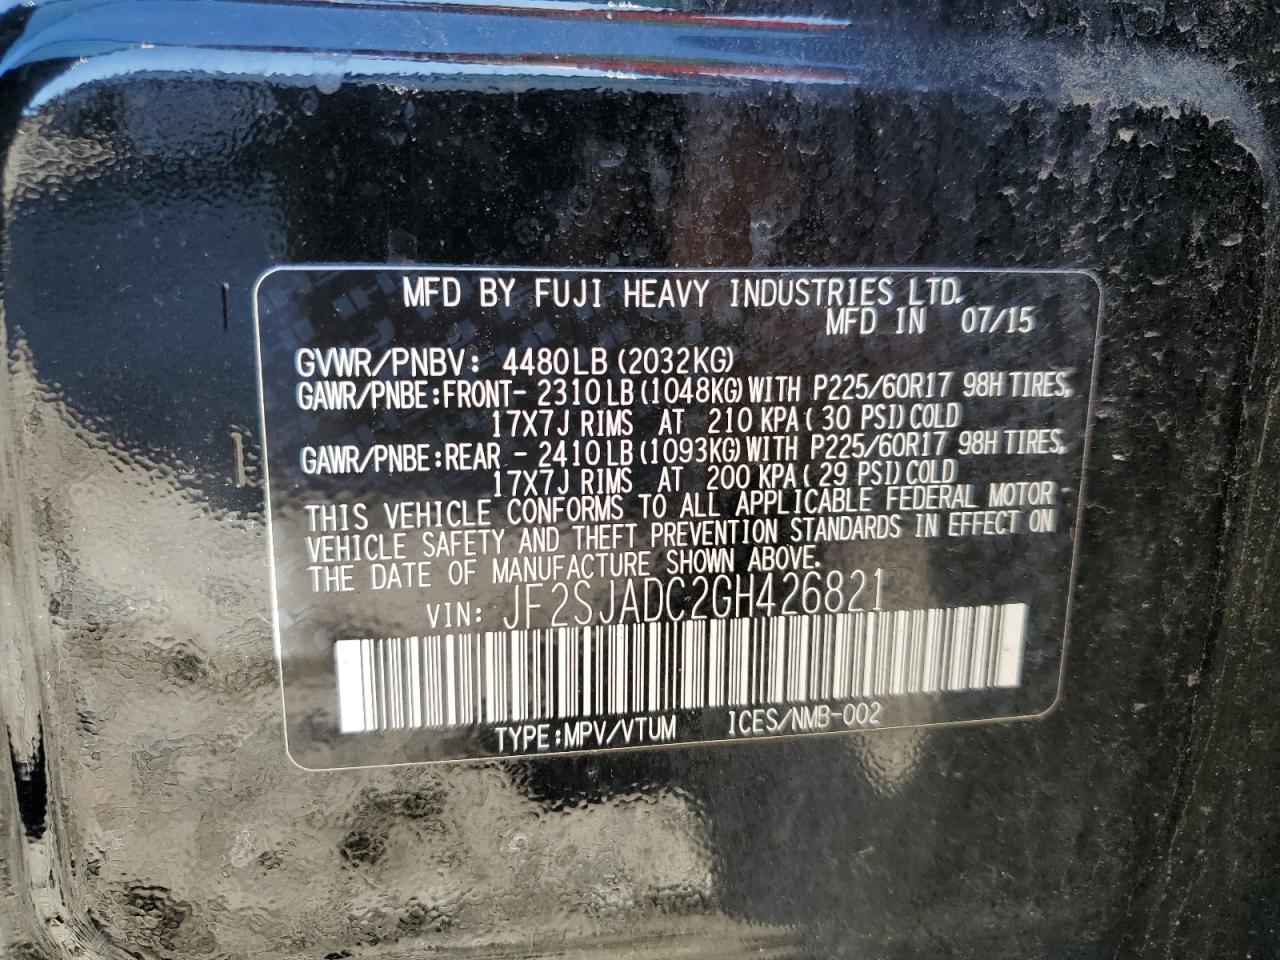 MFD BY FUJI HEAVY INDUSTRIES LTD.
MFD IN 07/15
GVWR/PNBV: 4480LB (2032KG)
GAWR/PNBE:FRONT- 2310LB (1048KG) WITH P225/60R17 98H TIRES,
17X7J RIMS AT 210 KPA (30 PSI) COLD
GAWR/PNBE:REAR - 2410LB (1093KG) WITH P225/60R17 98H TIRES,
17X7J RIMS AT 200 KPA (29 PSI) COLD
THIS VEHICLE CONFORMS TO ALL APPLICABLE FEDERAL MOTOR
VEHICLE SAFETY AND THEFT PREVENTION STANDARDS IN EFFECT ON
THE DATE OF MANUFACTURE SHOWN ABOVE.
VIN: JF2SJADC2GH426821
TYPE:MPV/VTUM ICES/NMB-002